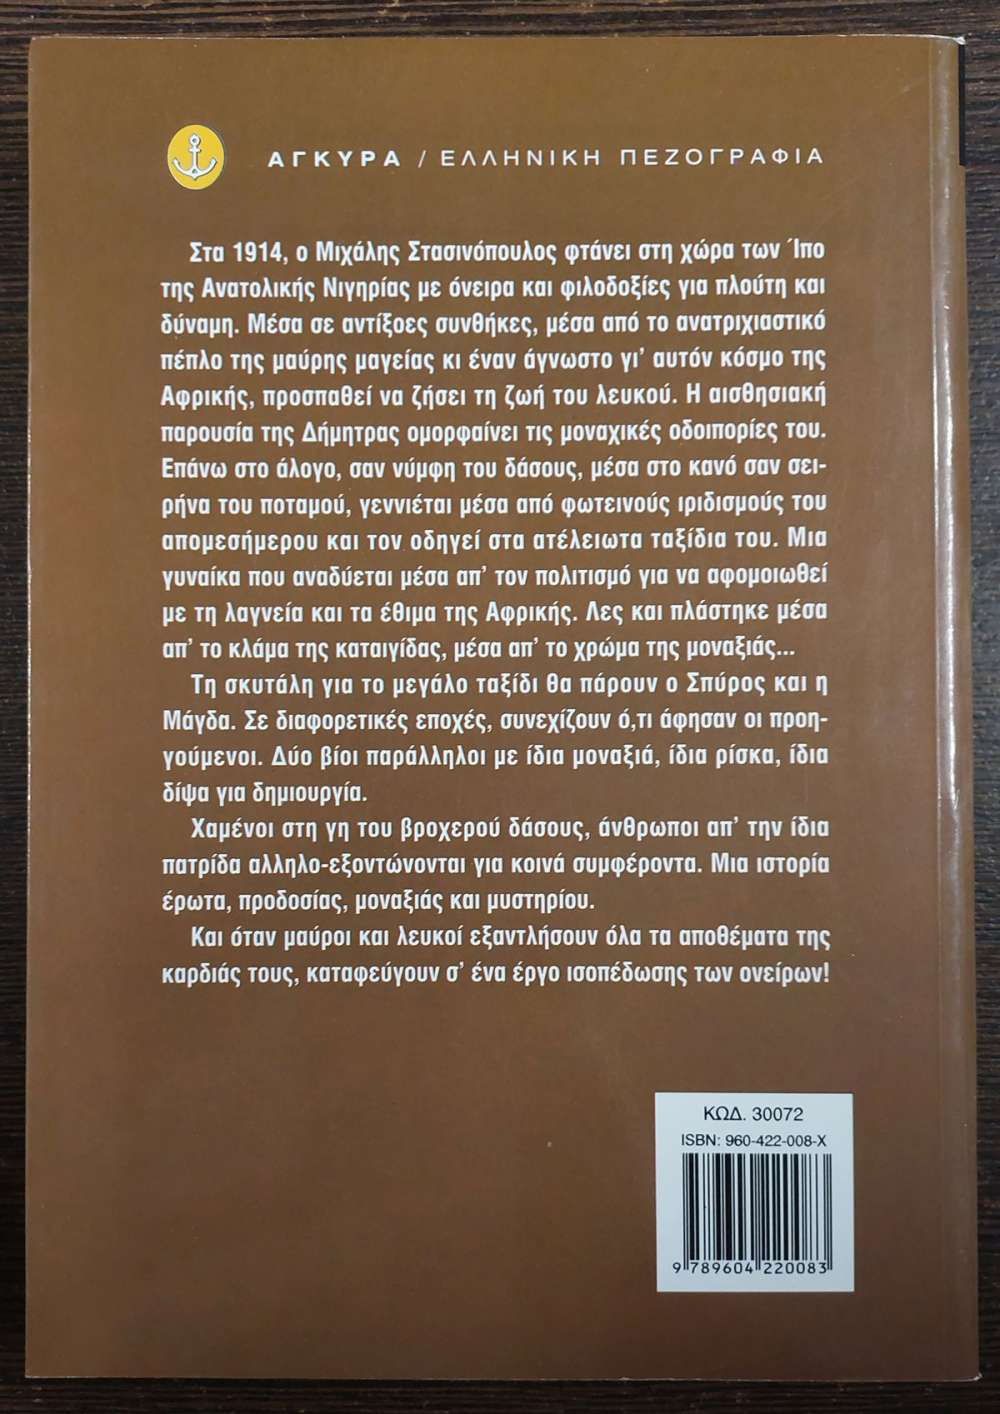 ΑΓΚΥΡΑ / ΕΛΛΗΝΙΚΗ ΠΕΖΟΓΡΑΦΙΑ
Στα 1914, ο Μιχάλης Στασινόπουλος φτάνει στη χώρα των Ίπο
της Ανατολικής Νιγηρίας με όνειρα και φιλοδοξίες για πλούτη και
δύναμη. Μέσα σε αντίξοες συνθήκες, μέσα από το ανατριχιαστικό
πέπλο της μαύρης μαγείας κι έναν άγνωστο γι' αυτόν κόσμο της
Αφρικής, προσπαθεί να ζήσει τη ζωή του λευκού. Η αισθησιακή
παρουσία της Δήμητρας ομορφαίνει τις μοναχικές οδοιπορίες του.
Επάνω στο άλογο, σαν νύμφη του δάσους, μέσα στο κανό σαν σει-
ρήνα του ποταμού, γεννιέται μέσα από φωτεινούς ιριδισμούς του
απομεσήμερου και τον οδηγεί στα ατέλειωτα ταξίδια του. Μια
γυναίκα που αναδύεται μέσα απ' τον πολιτισμό για να αφομοιωθεί
με τη λαγνεία και τα έθιμα της Αφρικής. Λες και πλάστηκε μέσα
απ' το κλάμα της καταιγίδας, μέσα απ' το χρώμα της μοναξιάς...
Τη σκυτάλη για το μεγάλο ταξίδι θα πάρουν ο Σπύρος και η
Μάγδα. Σε διαφορετικές εποχές, συνεχίζουν ό,τι άφησαν οι προη-
γούμενοι. Δύο βίοι παράλληλοι με ίδια μοναξιά, ίδια ρίσκα, ίδια
δίψα για δημιουργία.
Χαμένοι στη γη του βροχερού δάσους, άνθρωποι απ' την ίδια
πατρίδα αλληλο-εξοντώνονται για κοινά συμφέροντα. Μια ιστορία
έρωτα, προδοσίας, μοναξιάς και μυστηρίου.
Και όταν μαύροι και λευκοί εξαντλήσουν όλα τα αποθέματα της
καρδιάς τους, καταφεύγουν σ' ένα έργο ισοπέδωσης των ονείρων!
ΚΩΔ. 30072
ISBN: 960-422-008-X
9 789604 220083